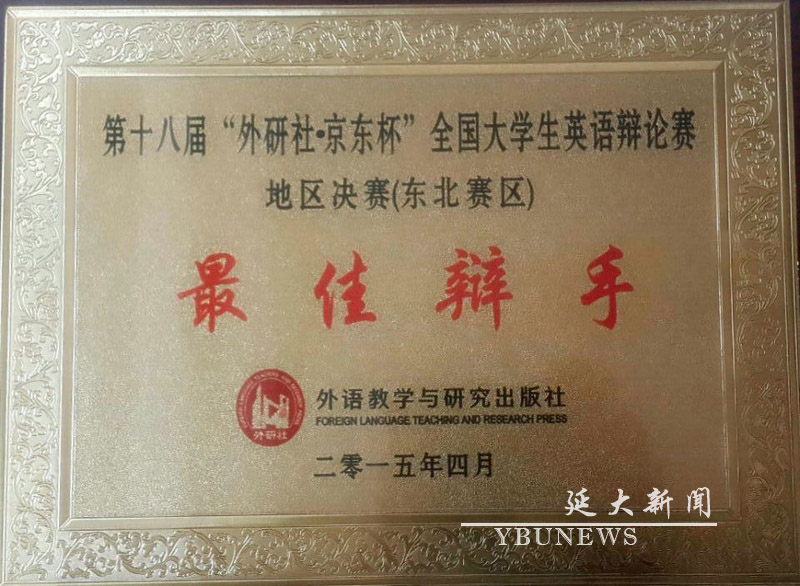 第十八届“外研社·京东杯”全国大学生英语辩论赛
地区决赛(东北赛区)
最佳辩手
外研社
外语教学与研究出版社
FOREIGN LANGUAGE TEACHING AND RESEARCH PRESS
二零一五年四月
延大新闻
YBUNEWS